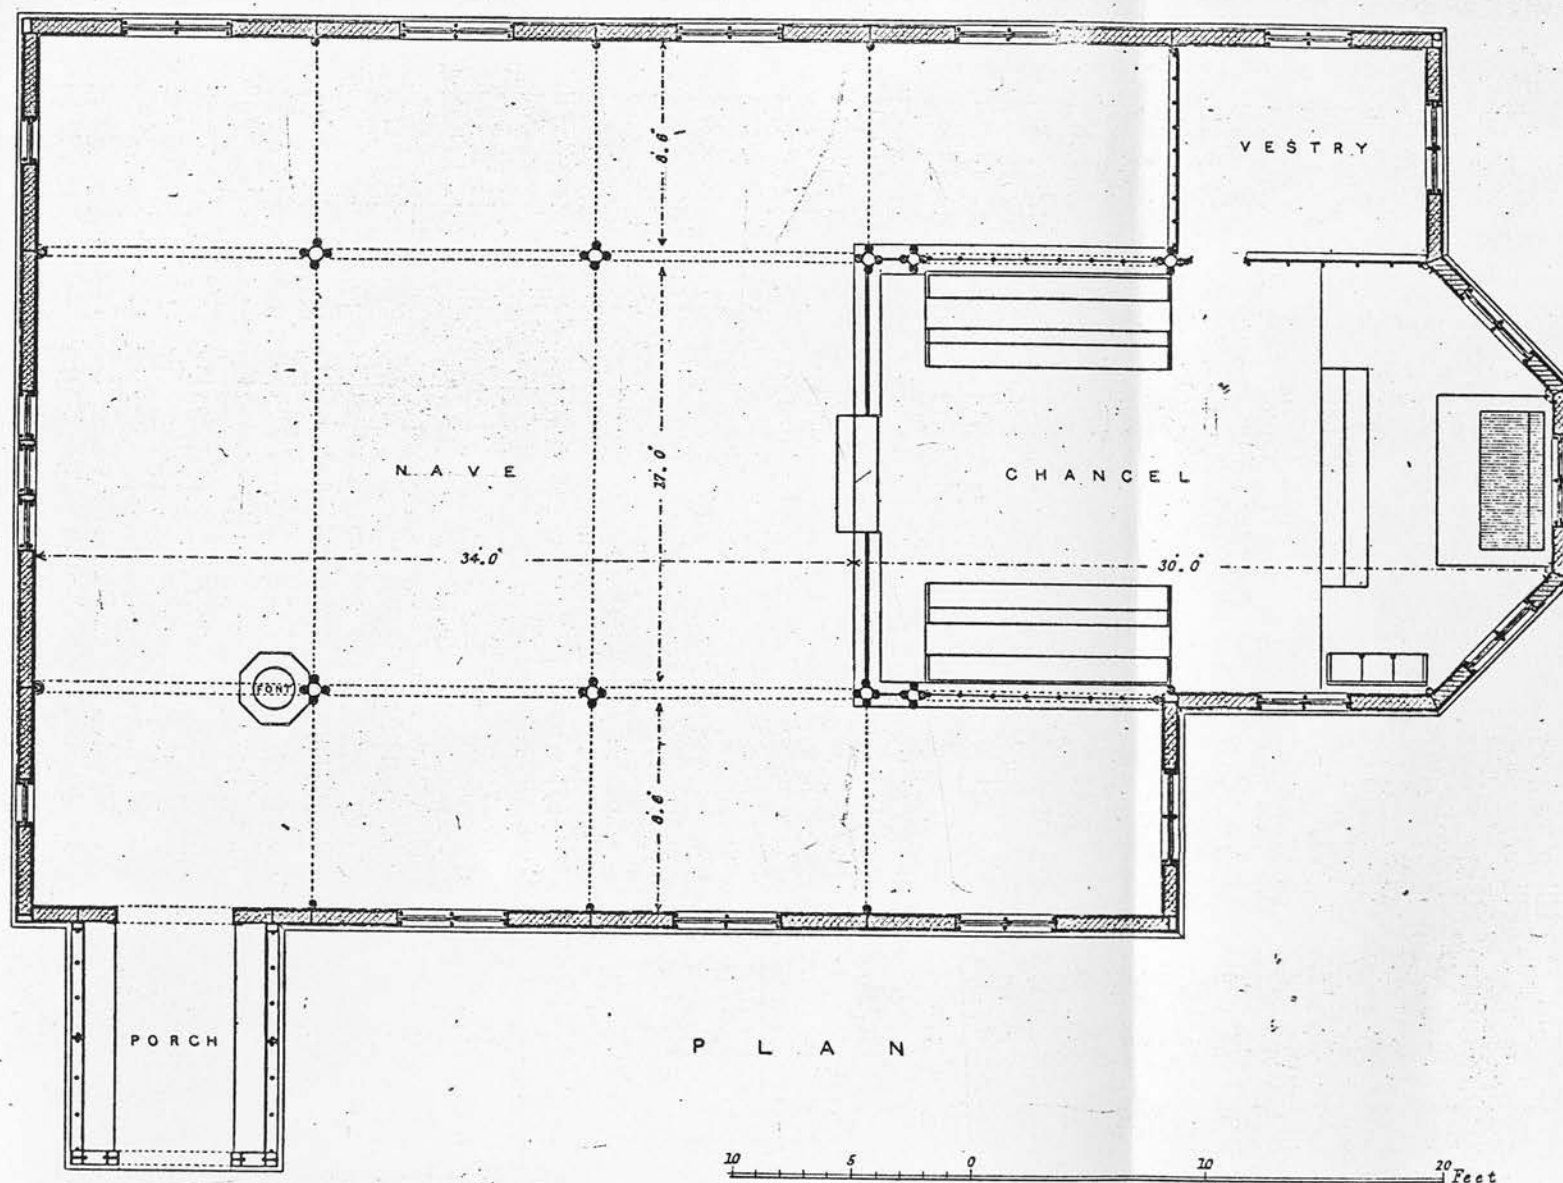 8'.6"
VESTRY
NAVE
17'.0"
CHANCEL
34'.0"
30'.0"
FONT
8'.6"
PORCH
PLAN
10 5 0 10 20 Feet